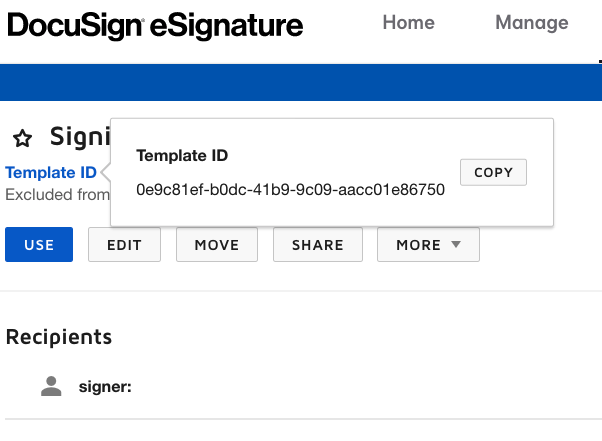 DocuSign eSignature Home Manage
Signi
Template ID
Excluded from
Template ID
0e9c81ef-b0dc-41b9-9c09-aacc01e86750
COPY
USE EDIT MOVE SHARE MORE
Recipients
signer: